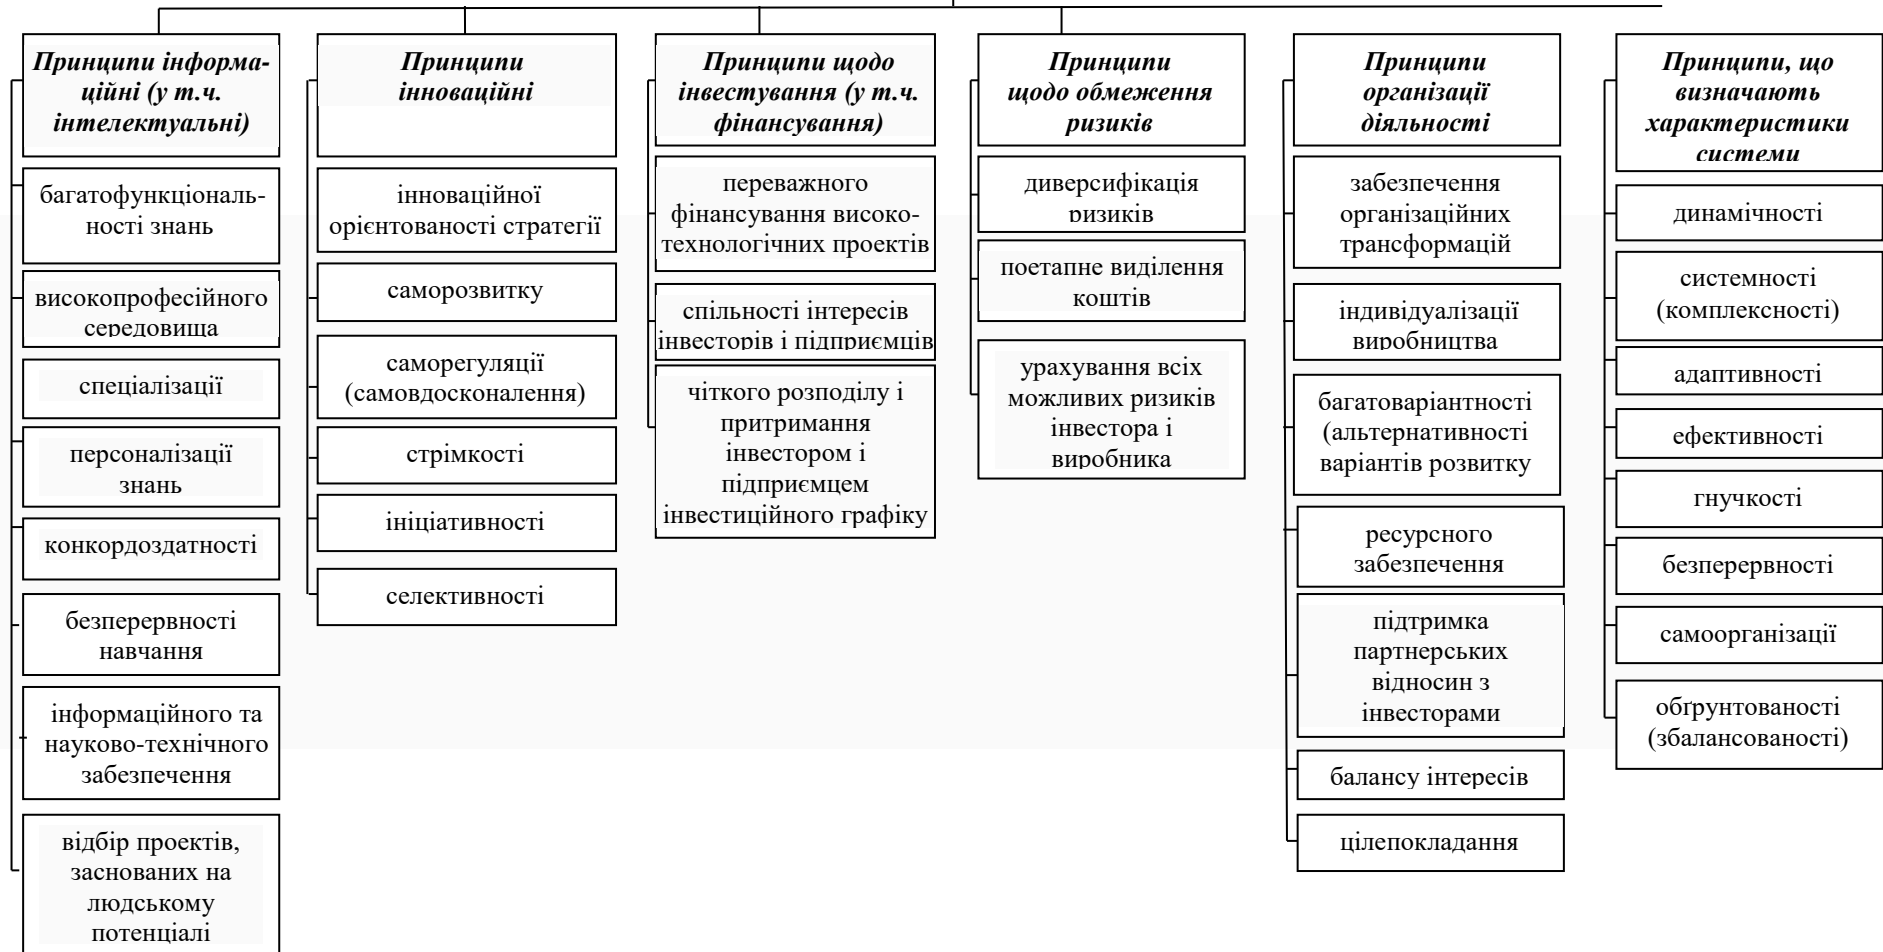 Принципи інформа-
ційні (у т.ч.
інтелектуальні)
багатофункціональ-
ності знань
високопрофесійного
середовища
спеціалізації
персоналізації
знань
конкордоздатності
безперервності
навчання
інформаційного та
науково-технічного
забезпечення
відбір проектів,
заснованих на
людському
потенціалі
Принципи
інноваційні
інноваційної
орієнтованості стратегії
саморозвитку
саморегуляції
(самовдосконалення)
стрімкості
ініціативності
селективності
Принципи щодо
інвестування (у т.ч.
фінансування)
переважного
фінансування високо-
технологічних проектів
спільності інтересів
інвесторів і підприємців
чіткого розподілу і
притримання
інвестором і
підприємцем
інвестиційного графіку
Принципи
щодо обмеження
ризиків
диверсифікація
ризиків
поетапне виділення
коштів
урахування всіх
можливих ризиків
інвестора і
виробника
Принципи
організації
діяльності
забезпечення
організаційних
трансформацій
індивідуалізації
виробництва
багатоваріантності
(альтернативності
варіантів розвитку
ресурсного
забезпечення
підтримка
партнерських
відносин з
інвесторами
балансу інтересів
цілепокладання
Принципи, що
визначають
характеристики
системи
динамічності
системності
(комплексності)
адаптивності
ефективності
гнучкості
безперервності
самоорганізації
обґрунтованості
(збалансованості)